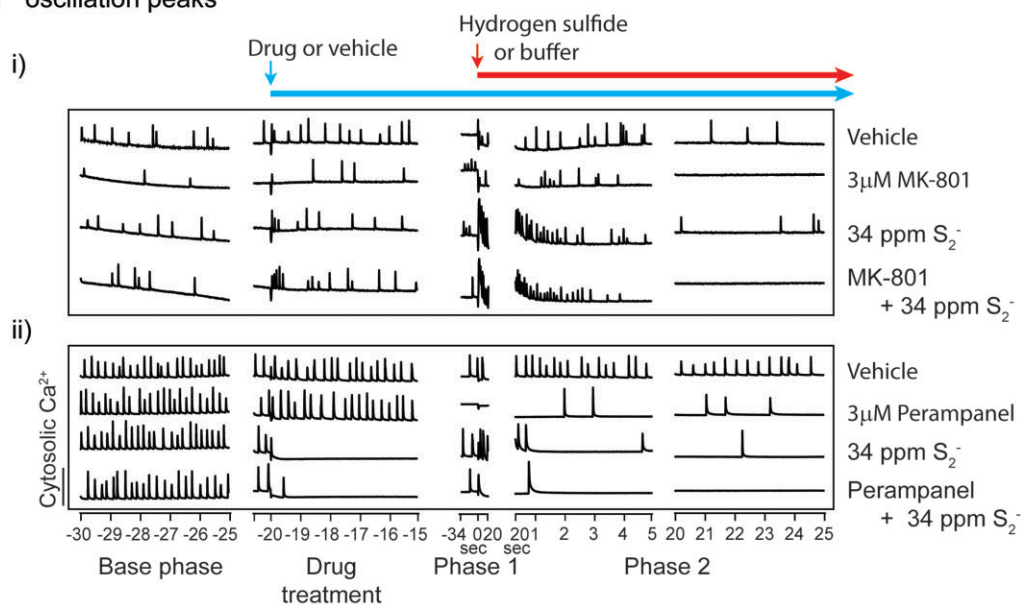 oscillation peaks
Hydrogen sulfide
or buffer
Drug or vehicle
i)
Vehicle
3μM MK-801
34 ppm S₂⁻
MK-801
+ 34 ppm S₂⁻
ii)
Cytosolic Ca²⁺
Vehicle
3μM Perampanel
34 ppm S₂⁻
Perampanel
+ 34 ppm S₂⁻
-30 -29 -28 -27 -26 -25 -20 -19 -18 -17 -16 -15 -34 0 20 20 1 2 3 4 5 20 21 22 23 24 25
sec sec
Base phase Drug Phase 1 Phase 2
treatment